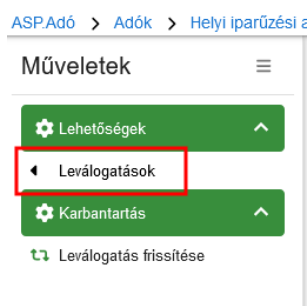 ASP.Adó > Adók > Helyi iparűzési
Műveletek
Lehetőségek
Leválogatások
Karbantartás
Leválogatás frissítése